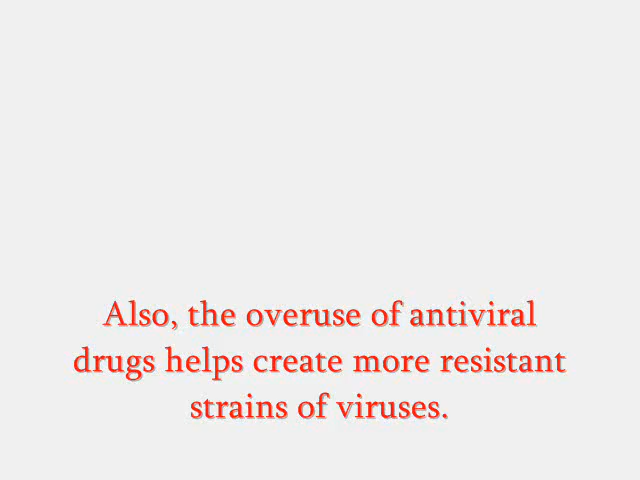 Also, the overuse of antiviral
drugs helps create more resistant
strains of viruses.